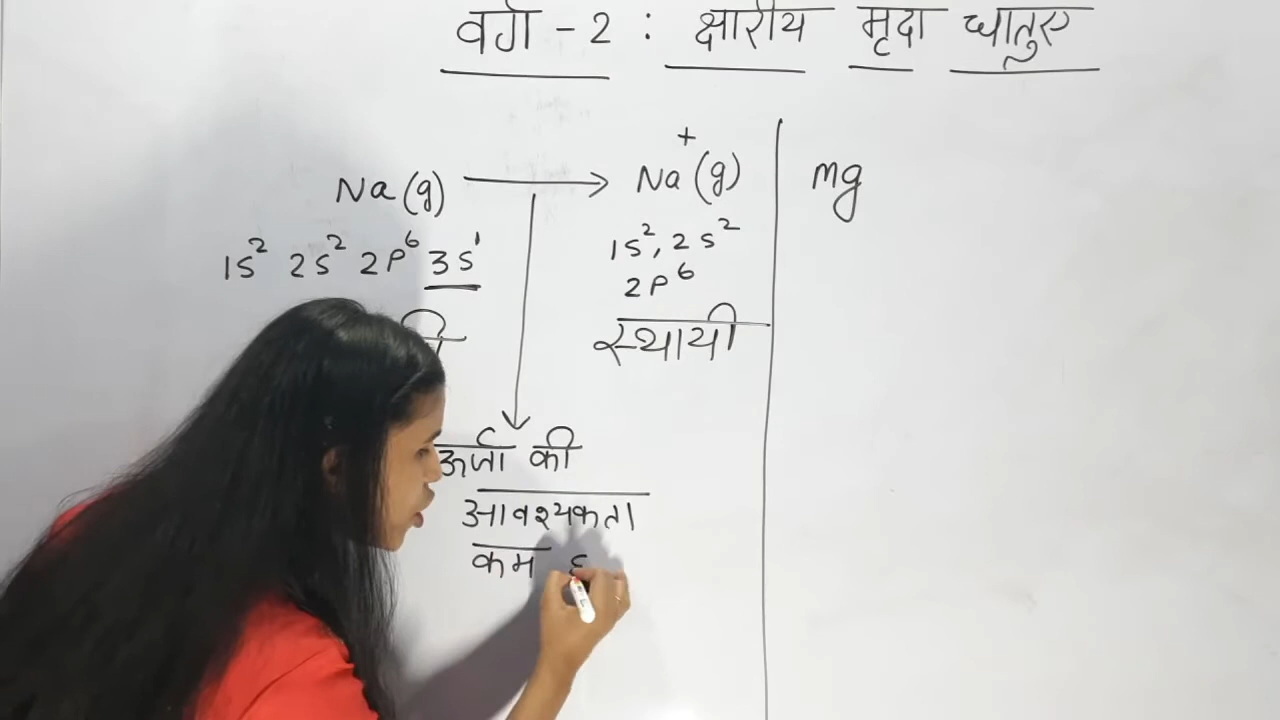 वर्ग - 2 : क्षारीय मृदा धातुए
Na (g) ⟶ Na⁺ (g)
1s² 2s² 2p⁶ 3s¹
1s², 2s²
2p⁶
स्थायी
ऊर्जा की
आवश्यकता
कम
mg